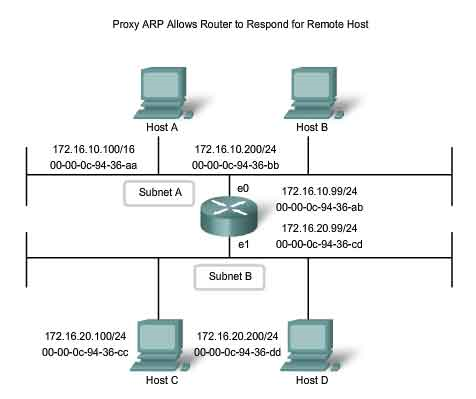 Proxy ARP Allows Router to Respond for Remote Host
Host A
Host B
172.16.10.100/16
00-00-0c-94-36-aa
172.16.10.200/24
00-00-0c-94-36-bb
Subnet A
e0
172.16.10.99/24
00-00-0c-94-36-ab
172.16.20.99/24
00-00-0c-94-36-cd
e1
Subnet B
172.16.20.100/24
00-00-0c-94-36-cc
172.16.20.200/24
00-00-0c-94-36-dd
Host C
Host D